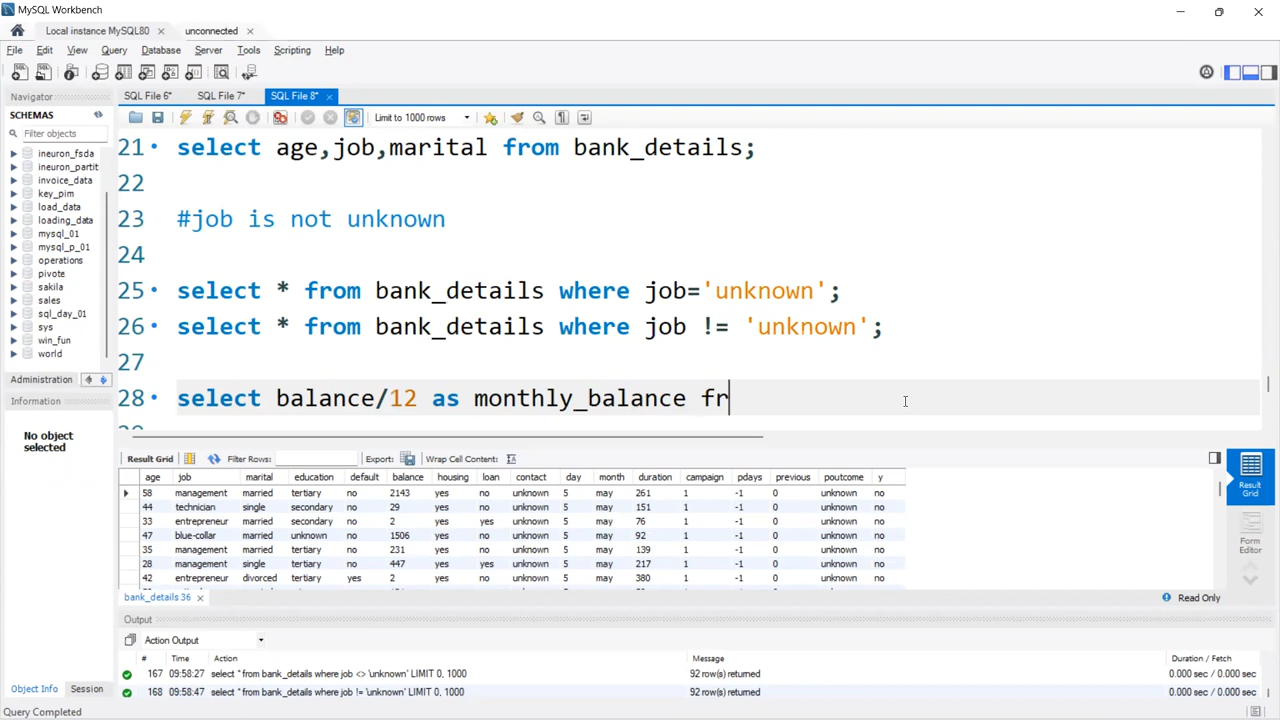 MySQL Workbench
Local instance MySQL80 unconnected
File Edit View Query Database Server Tools Scripting Help
Navigator
SCHEMAS
Filter objects
ineuron_fsda
ineuron_partit
invoice_data
key_pim
load_data
loading_data
mysql_01
mysql_p_01
operations
pivote
sakila
sales
sql_day_01
sys
win_fun
world
Administration
Information
No object
selected
Object Info Session
Query Completed
SQL File 6* SQL File 7* SQL File 8*
Limit to 1000 rows
21 select age,job,marital from bank_details;
22
23 #job is not unknown
24
25 select * from bank_details where job='unknown';
26 select * from bank_details where job != 'unknown';
27
28 select balance/12 as monthly_balance fr
Result Grid Filter Rows: Export: Wrap Cell Content:
age job marital education default balance housing loan contact day month duration campaign pdays previous poutcome y
58 management married tertiary no 2143 yes no unknown 5 may 261 1 -1 0 unknown no
44 technician single secondary no 29 yes no unknown 5 may 151 1 -1 0 unknown no
33 entrepreneur married secondary no 2 yes yes unknown 5 may 76 1 -1 0 unknown no
47 blue-collar married unknown no 1506 yes no unknown 5 may 92 1 -1 0 unknown no
35 management married tertiary no 231 yes no unknown 5 may 139 1 -1 0 unknown no
28 management single tertiary no 447 yes yes unknown 5 may 217 1 -1 0 unknown no
42 entrepreneur divorced tertiary yes 2 yes no unknown 5 may 380 1 -1 0 unknown no
Result
Grid
Form
Editor
bank_details 36 Read Only
Output
Action Output
# Time Action Message Duration / Fetch
167 09:58:27 select * from bank_details where job <> 'unknown' LIMIT 0, 1000 92 row(s) returned 0.000 sec / 0.000 sec
168 09:58:47 select * from bank_details where job != 'unknown' LIMIT 0, 1000 92 row(s) returned 0.000 sec / 0.000 sec